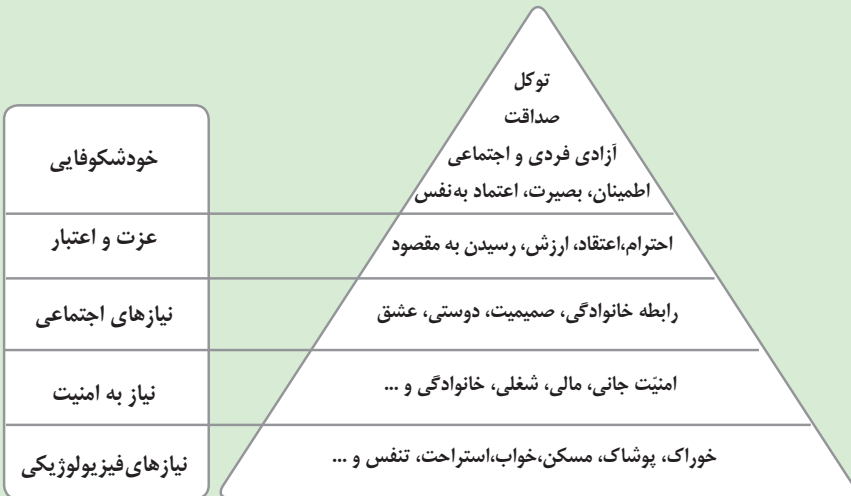 توکل
صداقت
آزادی فردی و اجتماعی
اطمینان، بصیرت، اعتماد به‌نفس
خودشکوفایی
احترام،اعتقاد، ارزش، رسیدن به مقصود
عزت و اعتبار
رابطه خانوادگی، صمیمیت، دوستی، عشق
نیازهای اجتماعی
امنیّت جانی، مالی، شغلی، خانوادگی و ...
نیاز به امنیت
خوراک، پوشاک، مسکن،خواب،استراحت، تنفس و ...
نیازهای‌فیزیولوژیکی